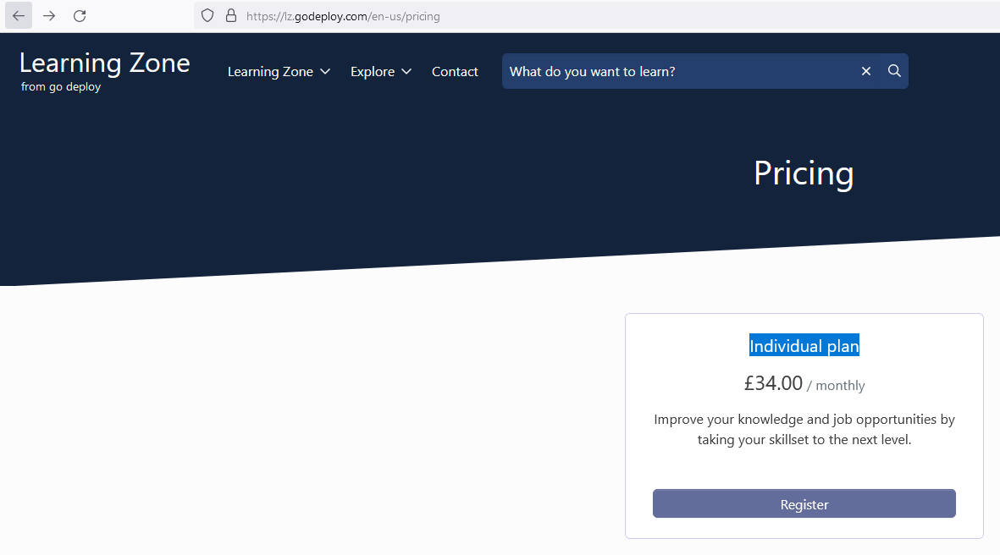 https://lz.godeploy.com/en-us/pricing
Learning Zone
from go deploy
Learning Zone
Explore
Contact
What do you want to learn?
Pricing
Individual plan
£34.00 / monthly
Improve your knowledge and job opportunities by
taking your skillset to the next level.
Register